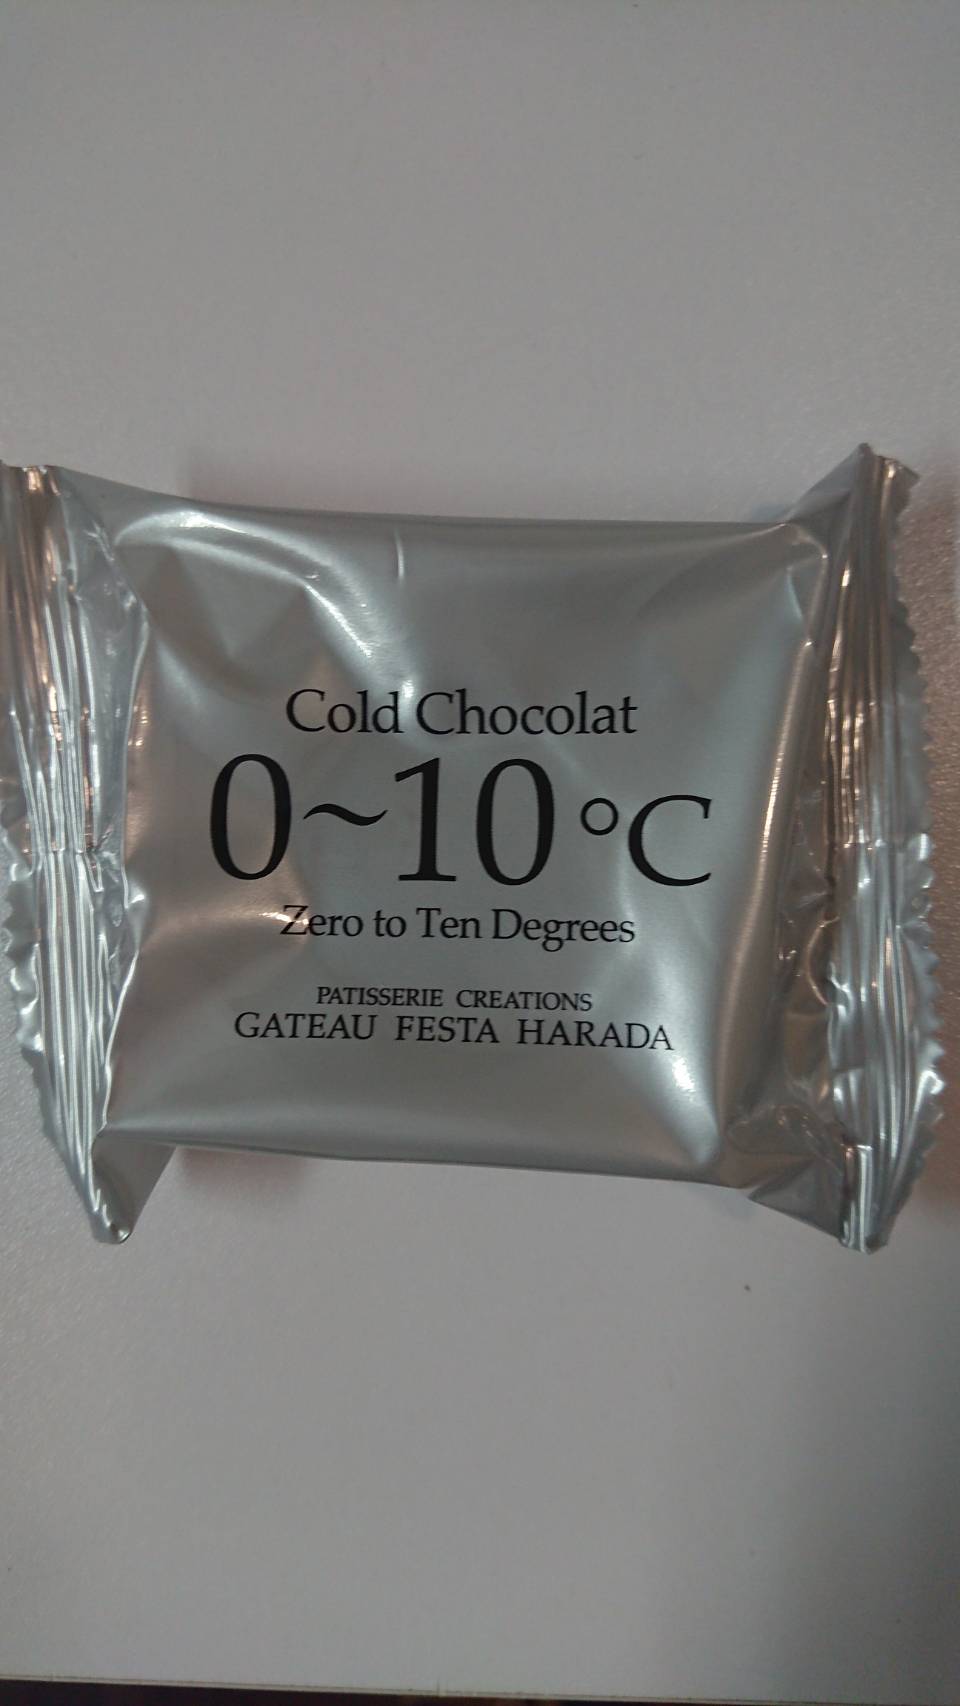 Cold Chocolat
0~10°C
Zero to Ten Degrees
PATISSERIE CREATIONS
GATEAU FESTA HARADA